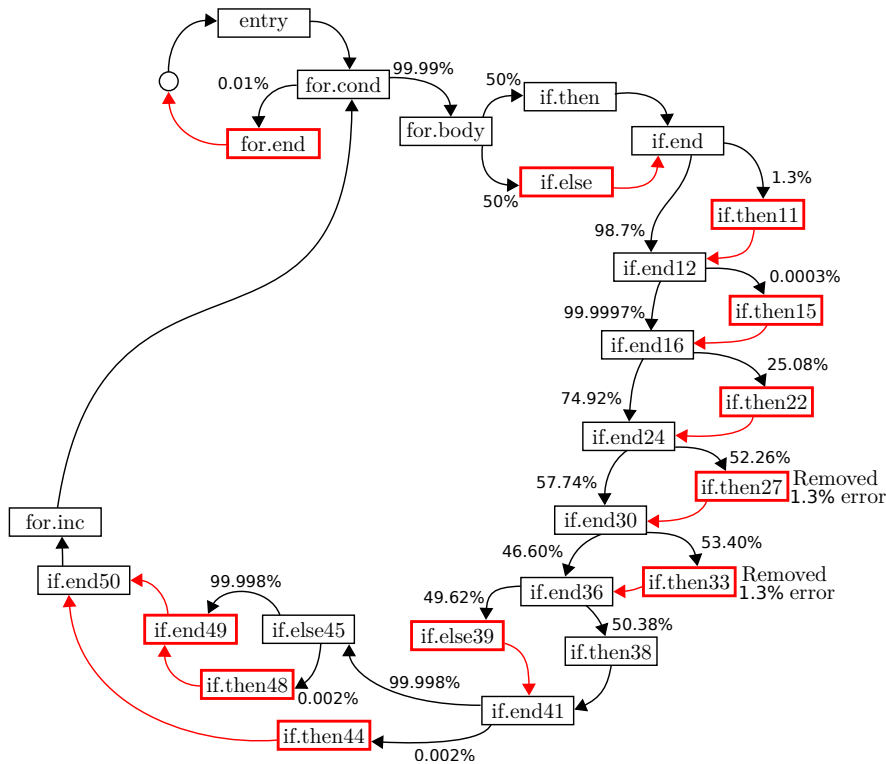 entry
0.01%
for.cond
99.99%
for.end
for.body
50%
if.then
if.end
50%
if.else
1.3%
if.then11
98.7%
if.end12
0.0003%
if.then15
99.9997%
if.end16
25.08%
if.then22
74.92%
if.end24
52.26%
if.then27
Removed
1.3% error
57.74%
if.end30
53.40%
if.then33
Removed
1.3% error
46.60%
if.end36
49.62%
if.else39
50.38%
if.then38
if.end41
99.998%
if.else45
99.998%
if.end49
if.then48
0.002%
if.then44
0.002%
if.end50
for.inc